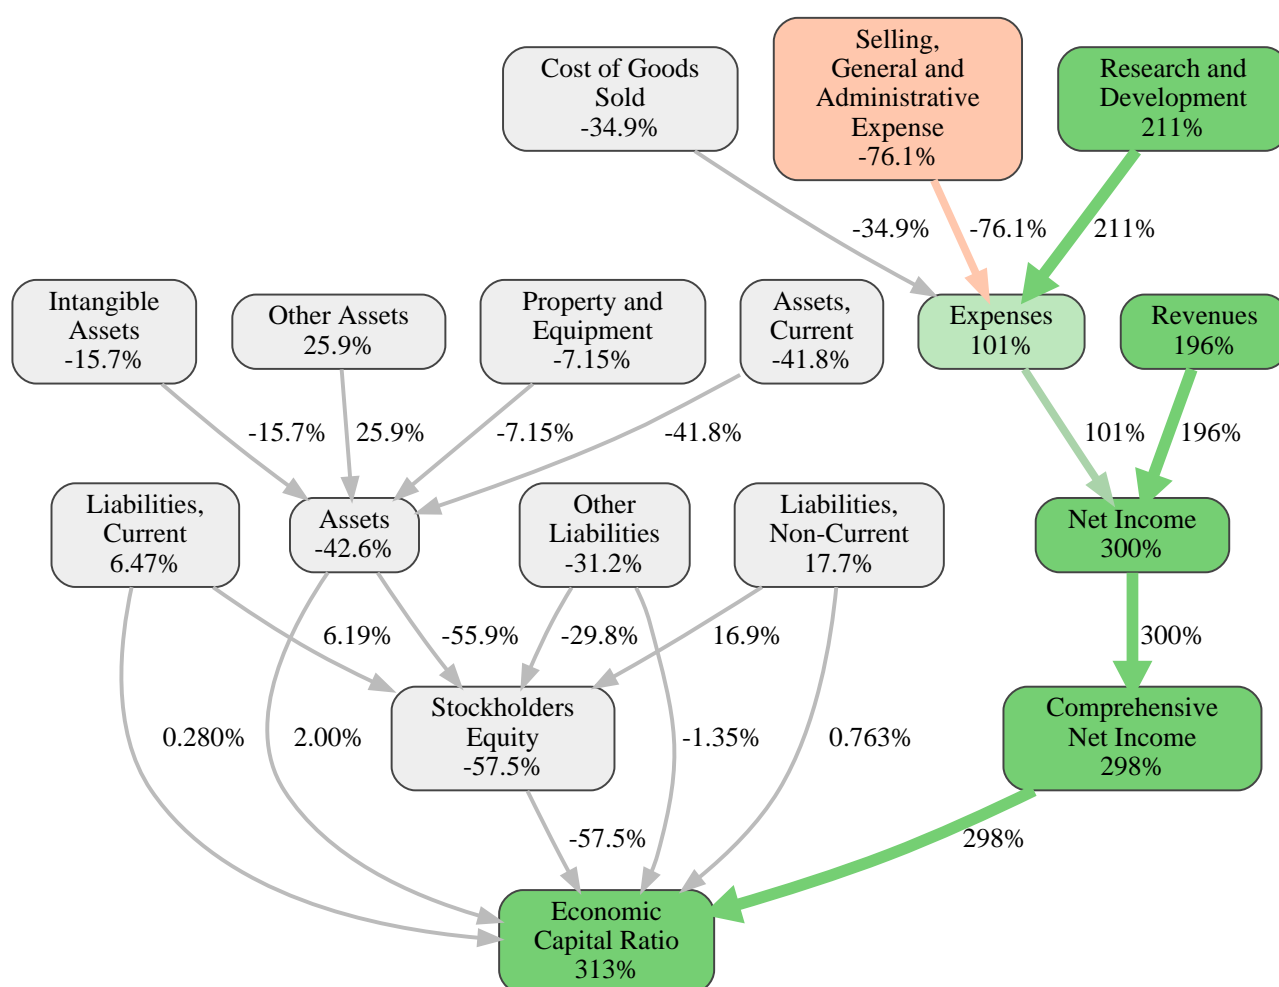 Cost of Goods
Sold
-34.9%
Selling,
General and
Administrative
Expense
-76.1%
Research and
Development
211%
-34.9%
-76.1%
211%
Intangible
Assets
-15.7%
Other Assets
25.9%
Property and
Equipment
-7.15%
Assets,
Current
-41.8%
Expenses
101%
Revenues
196%
-15.7%
25.9%
-7.15%
-41.8%
101%
196%
Liabilities,
Current
6.47%
Assets
-42.6%
Other
Liabilities
-31.2%
Liabilities,
Non-Current
17.7%
Net Income
300%
6.19%
-55.9%
-29.8%
16.9%
300%
Stockholders
Equity
-57.5%
Comprehensive
Net Income
298%
0.280%
2.00%
-1.35%
0.763%
-57.5%
298%
Economic
Capital Ratio
313%